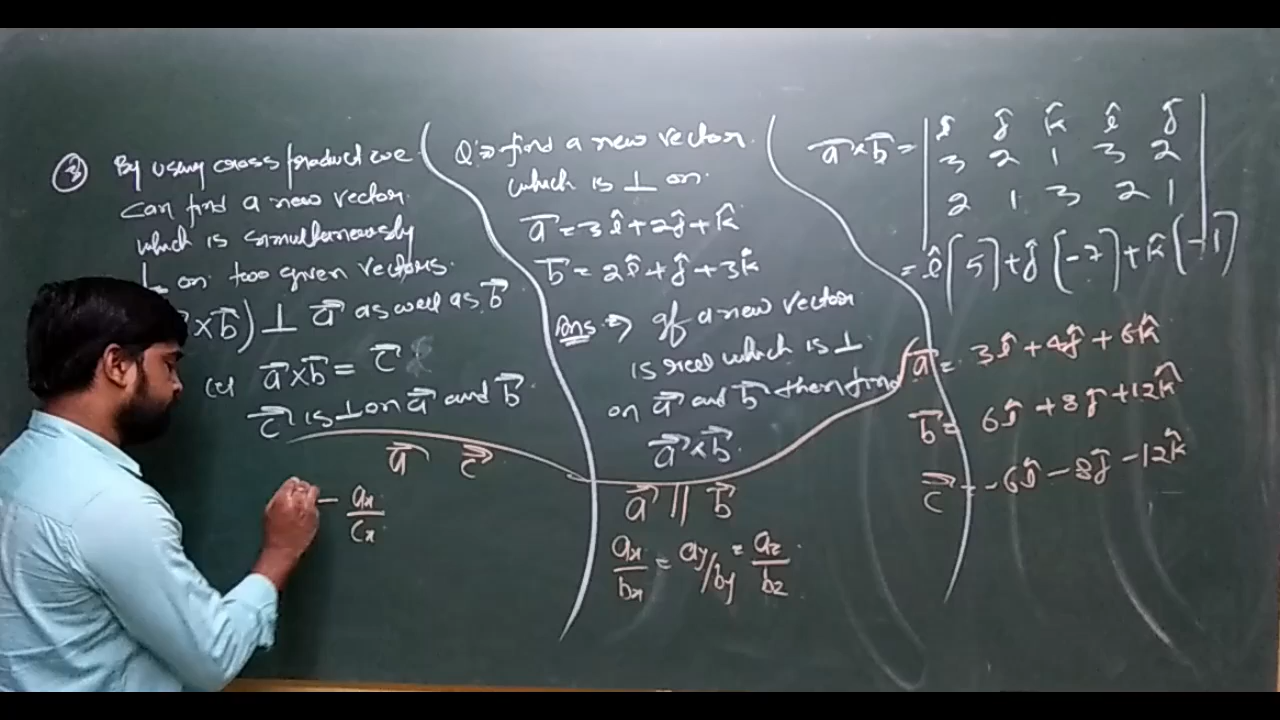 ③ By using cross product we
can find a new vector
which is simultaneously
⊥ on two given vectors.
×b⃗) ⊥ a⃗ as well as b⃗
a⃗×b⃗ = c⃗
c⃗ is ⊥ on a⃗ and b⃗
a⃗ c⃗
- ax/cx
Q:⇒ find a new vector
which is ⊥ on
a⃗ = 3î+2ĵ+k̂
b⃗ = 2î+ĵ+3k̂
Ans. ⇒ If a new vector
is which is ⊥
on a⃗ and b⃗ then find
a⃗×b⃗
a⃗ || b⃗
ax/bx = ay/by = az/bz
a⃗×b⃗ = | î ĵ k̂ î ĵ |
3 2 1 3 2
2 1 3 2 1
= î[5]+ĵ[-7]+k̂[-1]
a⃗ = 3î+4ĵ+6k̂
b⃗ = 6î+8ĵ+12k̂
c⃗ = -6î-8ĵ-12k̂